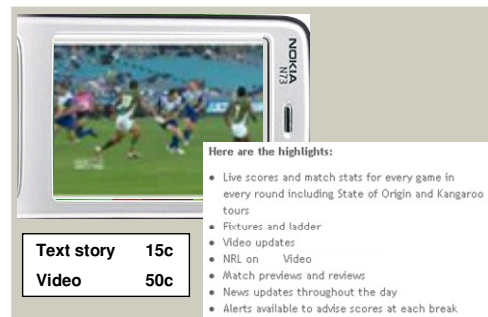 NOKIA
N73
Here are the highlights:
• Live scores and match stats for every game in
every round including State of Origin and Kangaroo
tours
• Fixtures and ladder
• Video updates
• NRL on Video
• Match previews and reviews
• News updates throughout the day
• Alerts available to advise scores at each break
Text story 15c
Video 50c